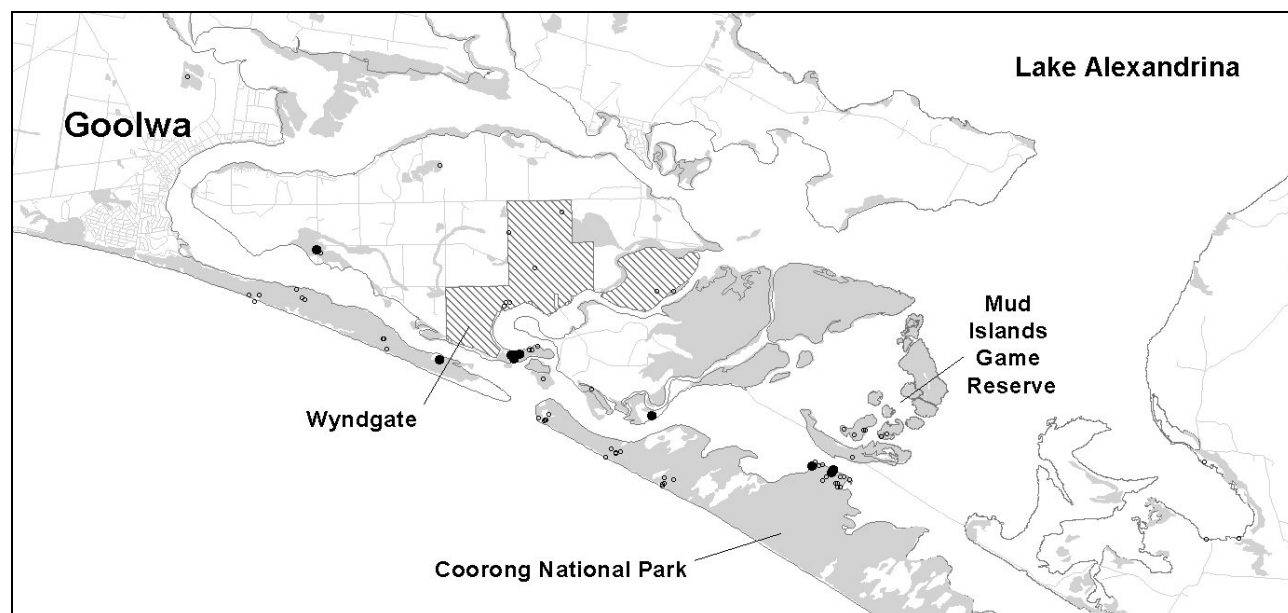 Lake Alexandrina
Goolwa
Mud
Islands
Game
Reserve
Wyndgate
Coorong National Park